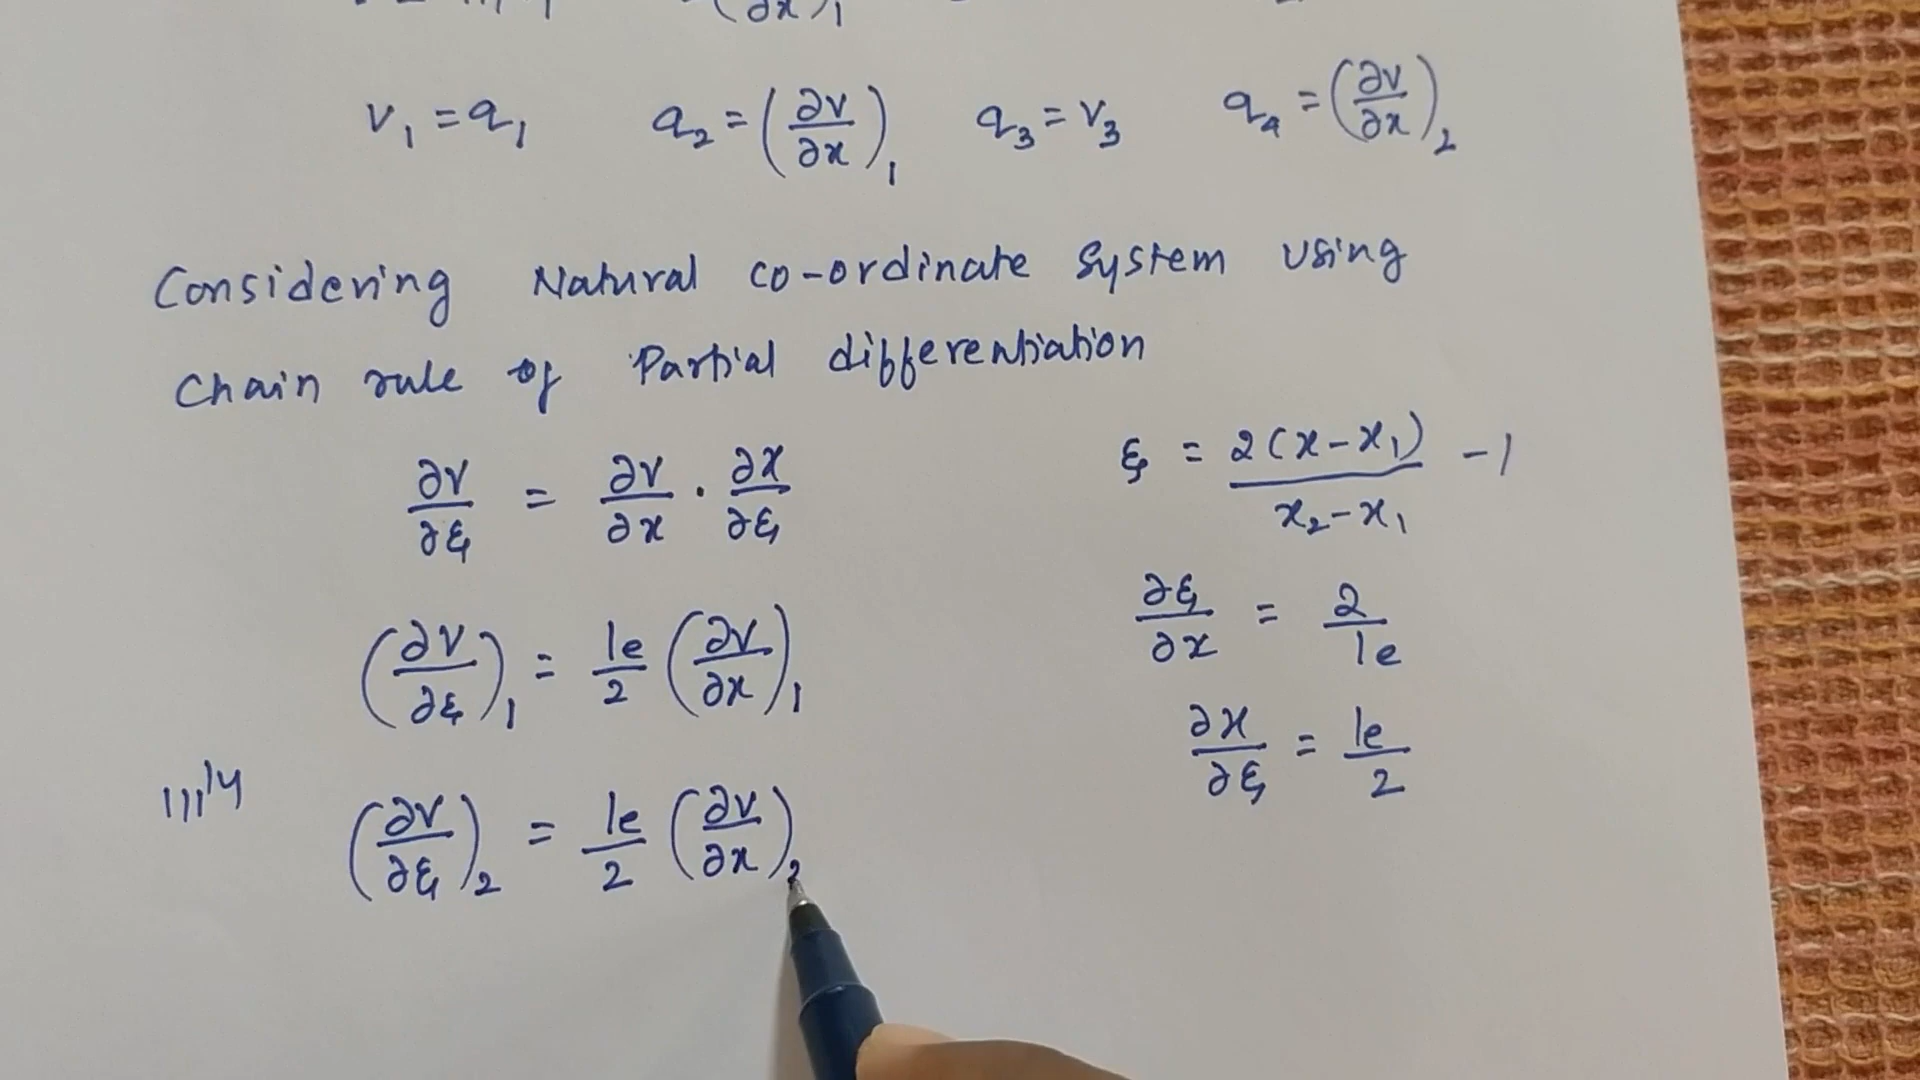 v₁ = q₁ q₂ = (∂v/∂x)₁ q₃ = v₃ q₄ = (∂v/∂x)₂
Considering Natural co-ordinate System using
Chain rule of Partial differentiation
∂v/∂ξ = ∂v/∂x · ∂x/∂ξ
ξ = 2(x-x₁)/(x₂-x₁) - 1
(∂v/∂ξ)₁ = le/2 (∂v/∂x)₁
∂ξ/∂x = 2/le
∂x/∂ξ = le/2
lllly (∂v/∂ξ)₂ = le/2 (∂v/∂x)₂